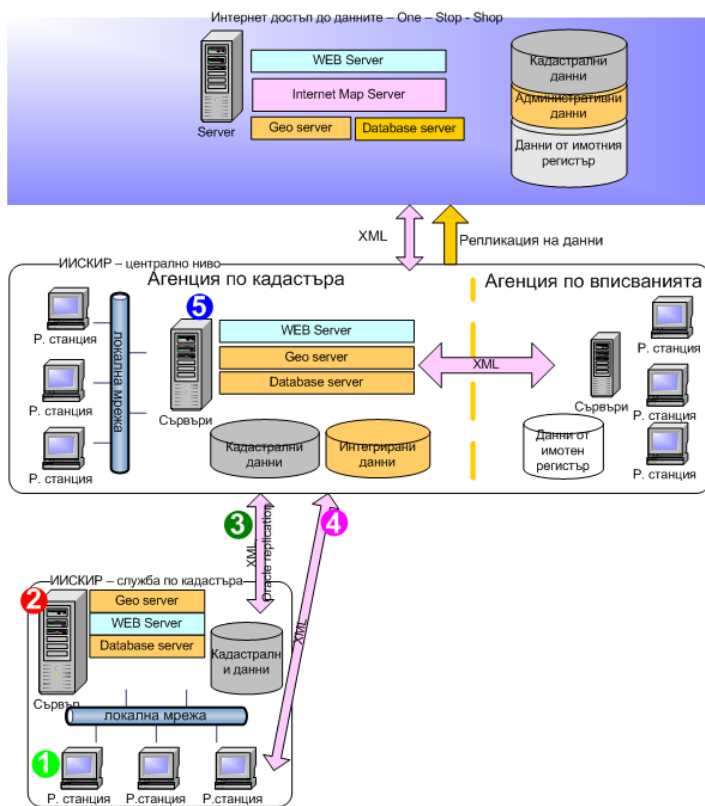 Интернет достъп до данните – One – Stop - Shop
WEB Server
Internet Map Server
Geo server
Database server
Server
Кадастрални
данни
Административни
данни
Данни от имотния
регистър
XML
Репликация на данни
ИИСКИР – централно ниво
Агенция по кадастъра
Агенция по вписванията
5
Р. станция
Р. станция
Р. станция
локална мрежа
WEB Server
Geo server
Database server
Сървъри
Кадастрални
данни
Интегрирани
данни
XML
Сървъри
Данни от
имотен
регистър
Р. станция
Р. станция
Р. станция
3
XML
Oracle replication
4
XML
ИИСКИР – служба по кадастъра
2
Geo server
WEB Server
Database server
Сървър
Кадастралн
и данни
локална мрежа
1
Р. станция
Р.станция
Р.станция